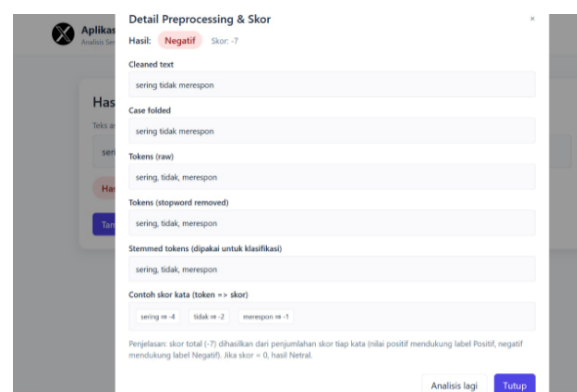 Aplikas
Analisis Ser
Detail Preprocessing & Skor
×
Hasil: Negatif Skor: -7
Cleaned text
sering tidak merespon
Case folded
sering tidak merespon
Tokens (raw)
sering, tidak, merespon
Tokens (stopword removed)
sering, tidak, merespon
Stemmed tokens (dipakai untuk klasifikasi)
sering, tidak, merespon
Contoh skor kata (token => skor)
sering ⇒ -4 tidak ⇒ -2 merespon ⇒ -1
Penjelasan: skor total (-7) dihasilkan dari penjumlahan skor tiap kata (nilai positif mendukung label Positif, negatif
mendukung label Negatif). Jika skor = 0, hasil Netral.
Analisis lagi Tutup
Has
Teks a
seri
Ha
Tam